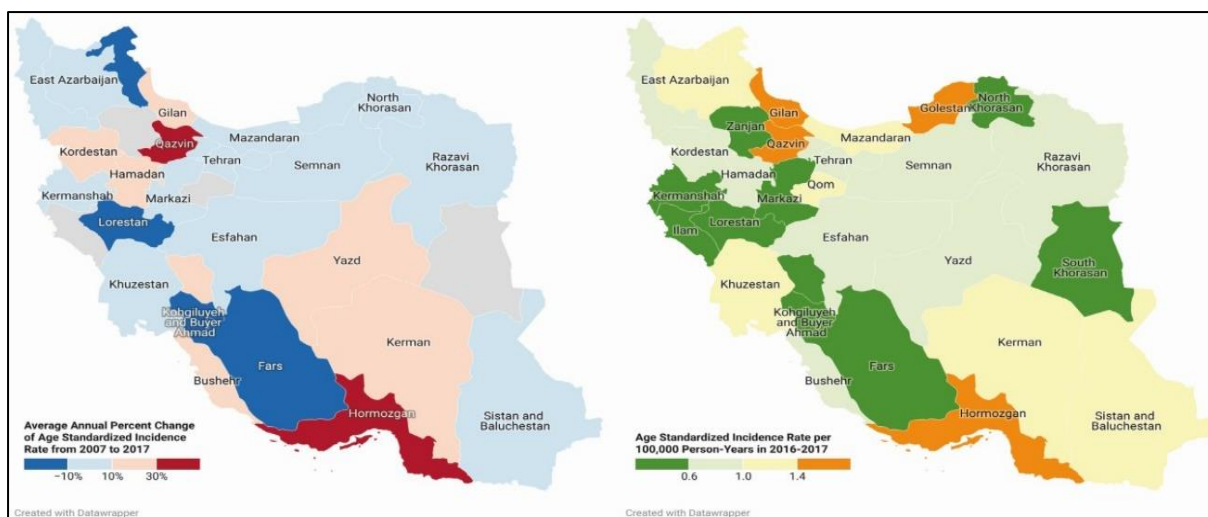 East Azarbaijan
Gilan
North
Khorasan
Qazvin
Mazandaran
Kordestan
Tehran
Semnan
Razavi
Khorasan
Hamadan
Kermanshah
Markazi
Lorestan
Esfahan
Yazd
Khuzestan
Kohgiluyeh
and Buyer
Ahmad
Kerman
Fars
Bushehr
Hormozgan
Sistan and
Baluchestan
Average Annual Percent Change
of Age Standardized Incidence
Rate from 2007 to 2017
−10% 10% 30%
Created with Datawrapper
East Azarbaijan
Gilan
Golestan
North
Khorasan
Zanjan
Qazvin
Mazandaran
Kordestan
Tehran
Semnan
Razavi
Khorasan
Hamadan
Qom
Kermanshah
Markazi
Lorestan
Ilam
Esfahan
Yazd
South
Khorasan
Khuzestan
Kohgiluyeh
and Buyer
Ahmad
Kerman
Fars
Bushehr
Hormozgan
Sistan and
Baluchestan
Age Standardized Incidence Rate per
100,000 Person-Years in 2016-2017
0.6 1.0 1.4
Created with Datawrapper